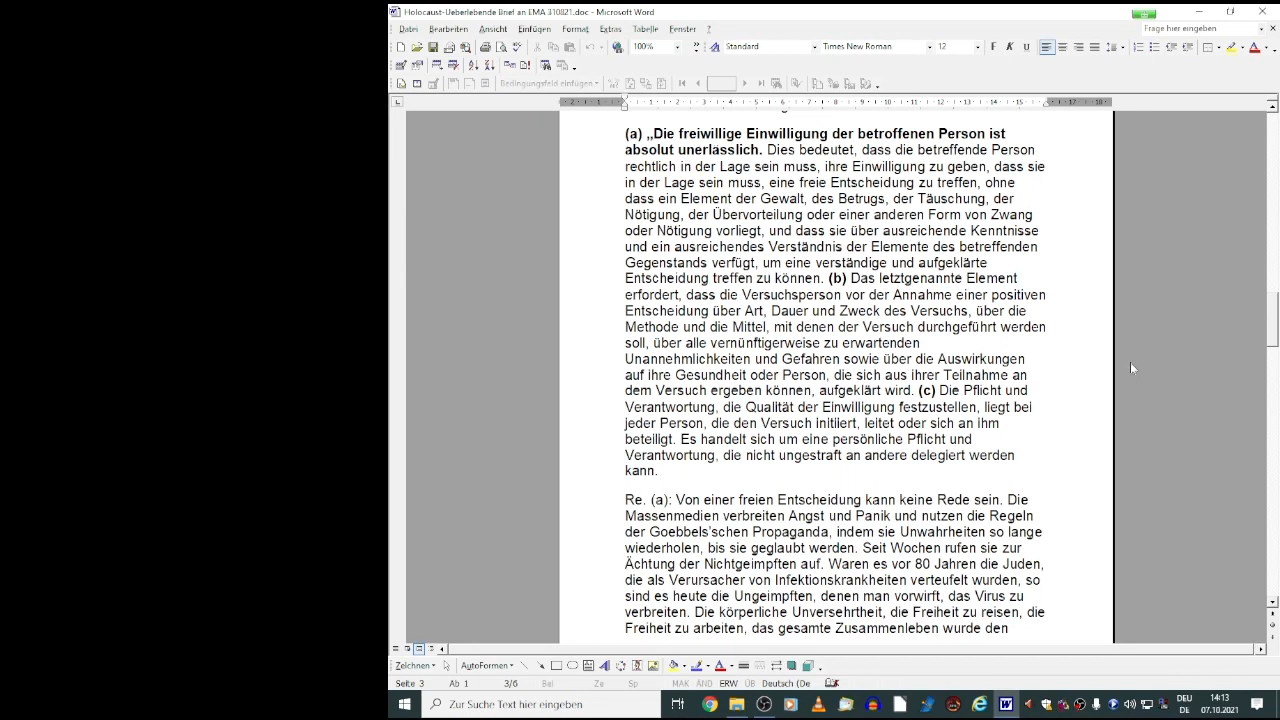 Holocaust-Ueberlebende Brief an EMA 310821.doc - Microsoft Word
Datei Bearbeiten Ansicht Einfügen Format Extras Tabelle Fenster
Frage hier eingeben
100% Standard Times New Roman 12 F K U
Bedingungsfeld einfügen
(a) „Die freiwillige Einwilligung der betroffenen Person ist
absolut unerlässlich. Dies bedeutet, dass die betreffende Person
rechtlich in der Lage sein muss, ihre Einwilligung zu geben, dass sie
in der Lage sein muss, eine freie Entscheidung zu treffen, ohne
dass ein Element der Gewalt, des Betrugs, der Täuschung, der
Nötigung, der Übervorteilung oder einer anderen Form von Zwang
oder Nötigung vorliegt, und dass sie über ausreichende Kenntnisse
und ein ausreichendes Verständnis der Elemente des betreffenden
Gegenstands verfügt, um eine verständige und aufgeklärte
Entscheidung treffen zu können. (b) Das letztgenannte Element
erfordert, dass die Versuchsperson vor der Annahme einer positiven
Entscheidung über Art, Dauer und Zweck des Versuchs, über die
Methode und die Mittel, mit denen der Versuch durchgeführt werden
soll, über alle vernünftigerweise zu erwartenden
Unannehmlichkeiten und Gefahren sowie über die Auswirkungen
auf ihre Gesundheit oder Person, die sich aus ihrer Teilnahme an
dem Versuch ergeben können, aufgeklärt wird. (c) Die Pflicht und
Verantwortung, die Qualität der Einwilligung festzustellen, liegt bei
jeder Person, die den Versuch initiiert, leitet oder sich an ihm
beteiligt. Es handelt sich um eine persönliche Pflicht und
Verantwortung, die nicht ungestraft an andere delegiert werden
kann.
Re. (a): Von einer freien Entscheidung kann keine Rede sein. Die
Massenmedien verbreiten Angst und Panik und nutzen die Regeln
der Goebbels'schen Propaganda, indem sie Unwahrheiten so lange
wiederholen, bis sie geglaubt werden. Seit Wochen rufen sie zur
Ächtung der Nichtgeimpften auf. Waren es vor 80 Jahren die Juden,
die als Verursacher von Infektionskrankheiten verteufelt wurden, so
sind es heute die Ungeimpften, denen man vorwirft, das Virus zu
verbreiten. Die körperliche Unversehrtheit, die Freiheit zu reisen, die
Freiheit zu arbeiten, das gesamte Zusammenleben wurde den
Zeichnen AutoFormen
Seite 3 Ab 1 3/6 Bei Ze Sp MAK ÄND ERW ÜB Deutsch (De
Zur Suche Text hier eingeben
DEU 14:13
DE 07.10.2021